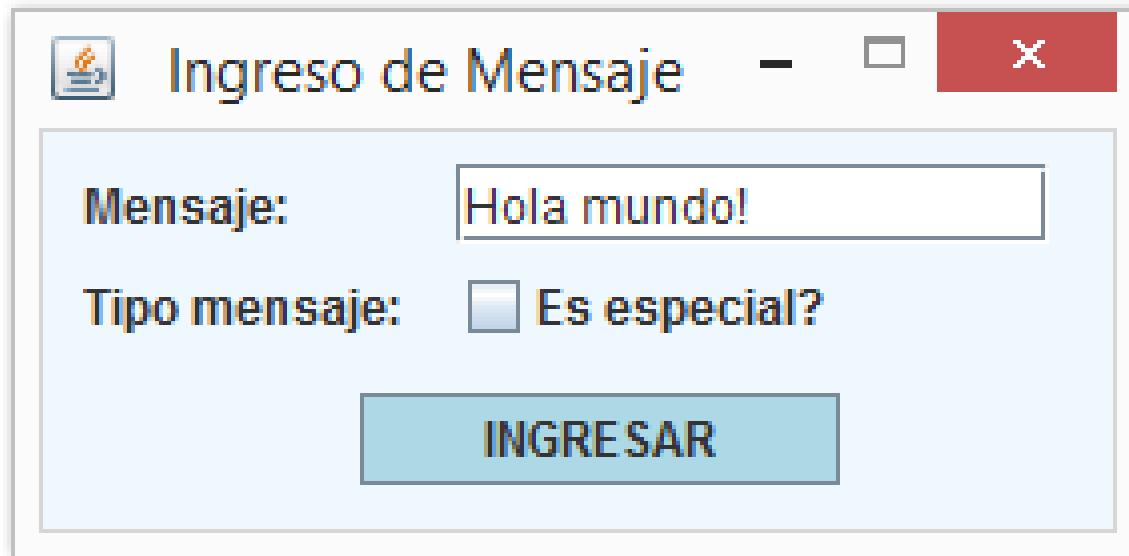 Ingreso de Mensaje
Mensaje: Hola mundo!
Tipo mensaje: Es especial?
INGRESAR